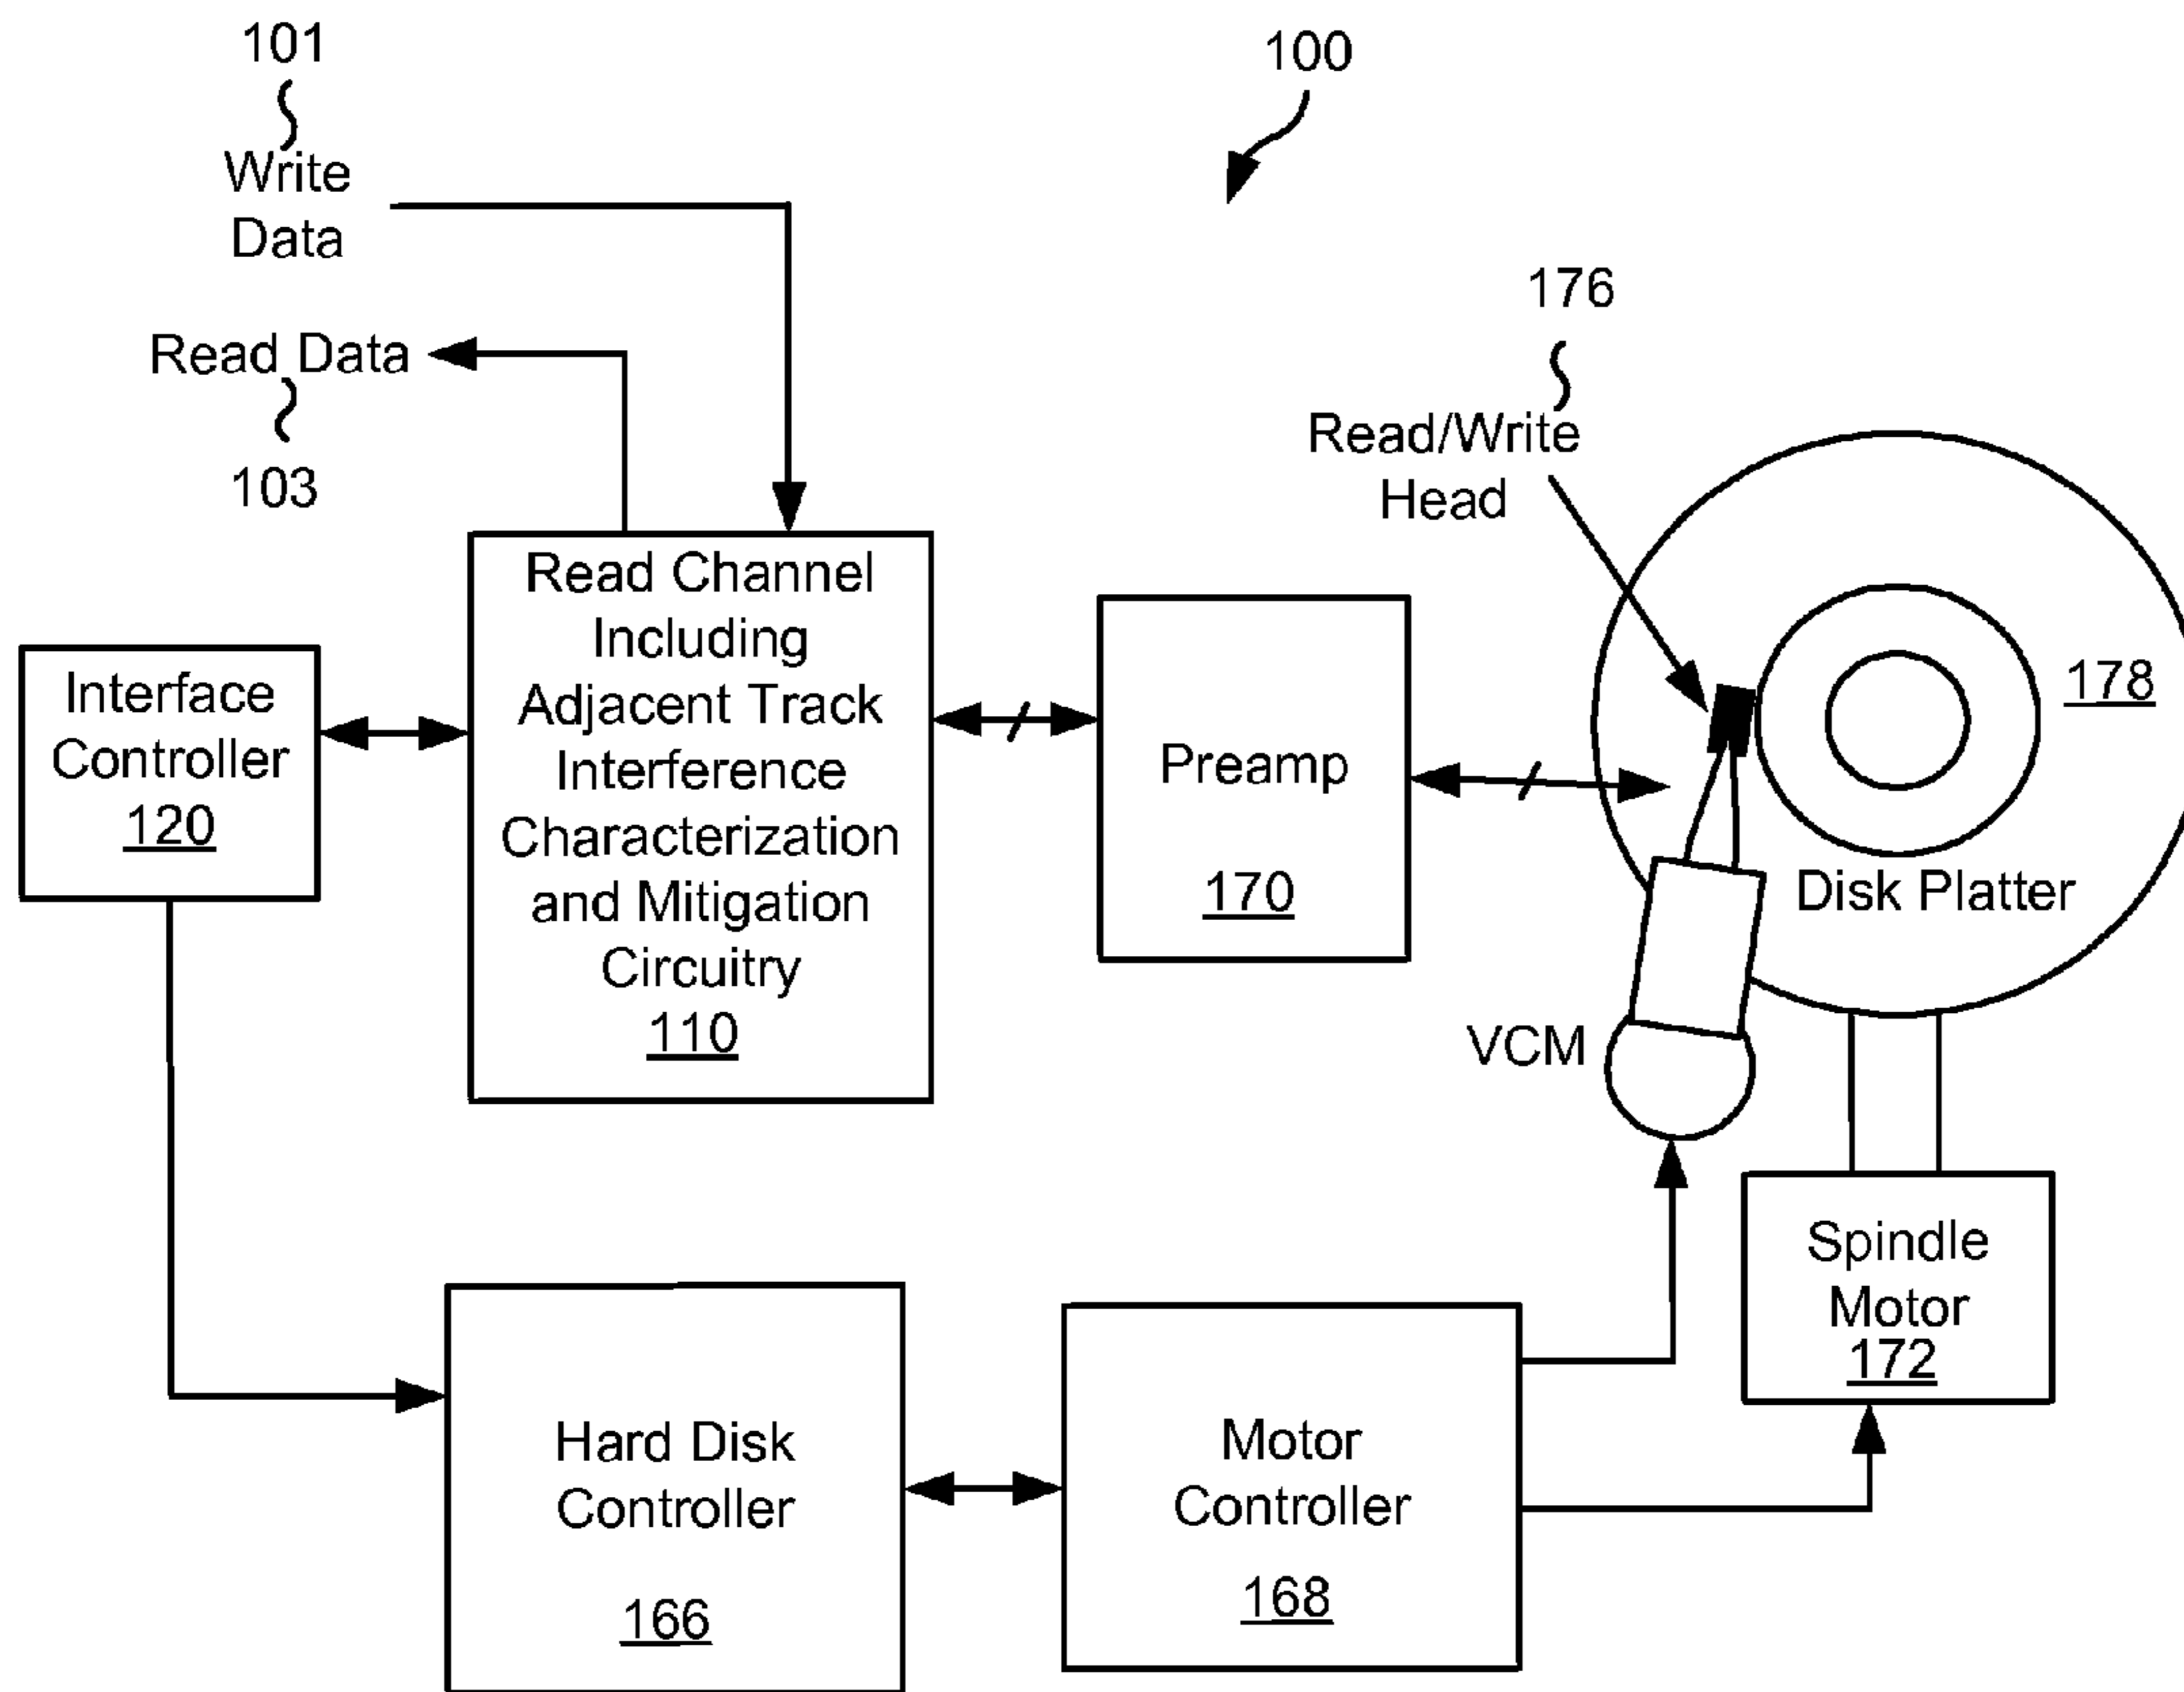 101
Write
Data
100
Read Data
103
176
Read/Write
Head
Interface
Controller
120
Read Channel
Including
Adjacent Track
Interference
Characterization
and Mitigation
Circuitry
110
Preamp
170
178
Disk Platter
VCM
Spindle
Motor
172
Hard Disk
Controller
166
Motor
Controller
168